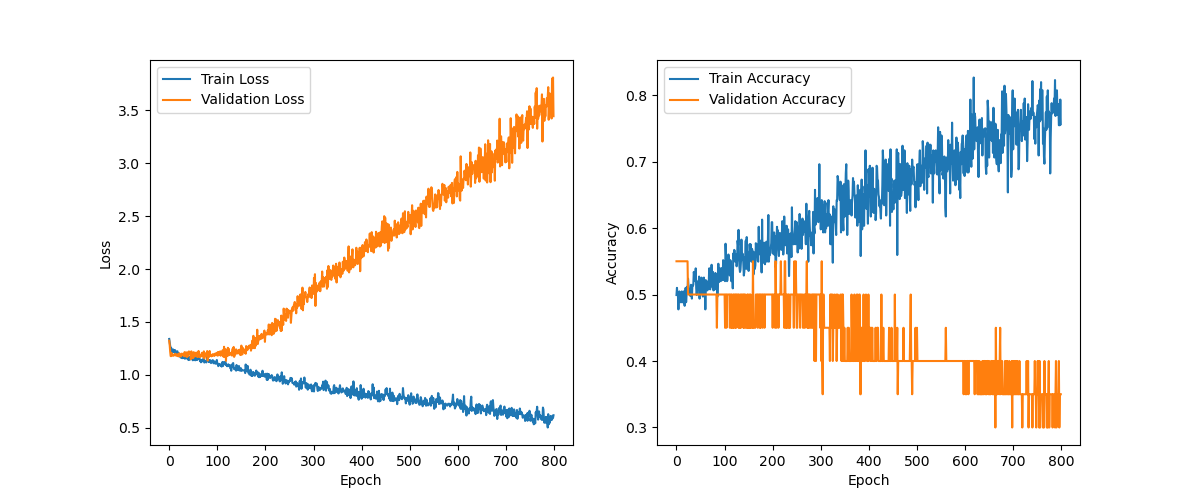 Train Loss
Validation Loss
3.5
3.0
2.5
2.0
1.5
1.0
0.5
Loss
0 100 200 300 400 500 600 700 800
Epoch
Train Accuracy
Validation Accuracy
0.8
0.7
0.6
0.5
0.4
0.3
Accuracy
0 100 200 300 400 500 600 700 800
Epoch